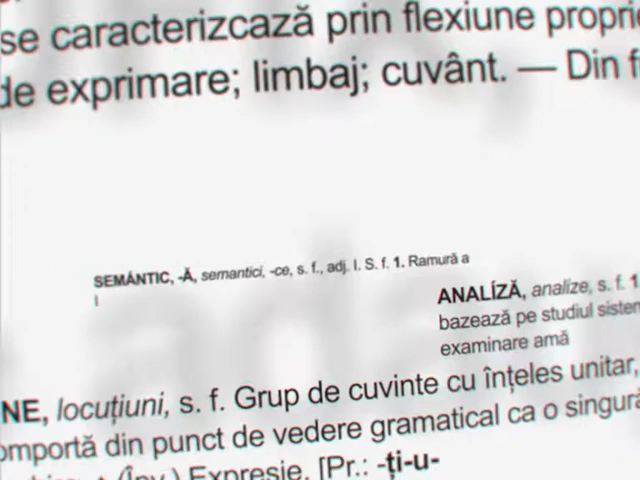 se caracterizcază prin flexiune propri
de exprimare; limbaj; cuvânt. — Din f
SEMÁNTIC, -Ă, semantici, -ce, s. f., adj. I. S. f. 1. Ramură a
l
ANALÍZĂ, analize, s. f. 1
bazează pe studiul sistem
examinare amă
NE, locuțiuni, s. f. Grup de cuvinte cu înțeles unitar,
omportă din punct de vedere gramatical ca o singură
(Înv.) Expresie. [Pr.: -ți-u-